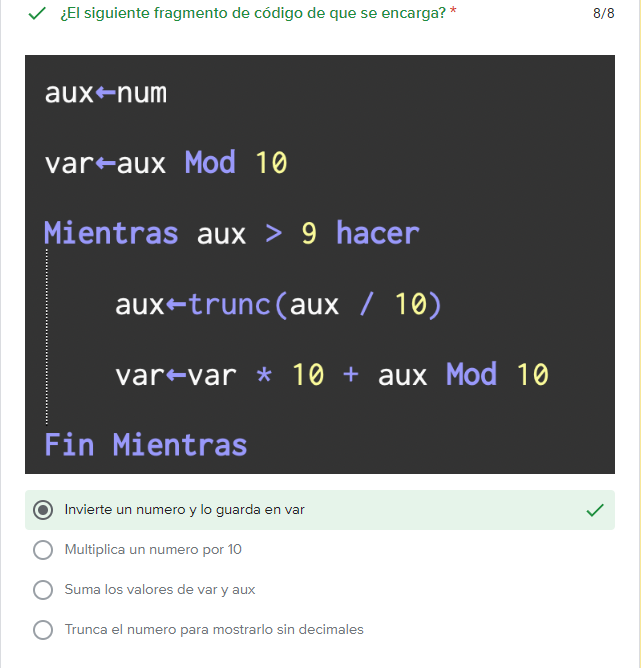 ¿El siguiente fragmento de código de que se encarga? *
8/8
aux←num
var←aux Mod 10
Mientras aux > 9 hacer
aux←trunc(aux / 10)
var←var * 10 + aux Mod 10
Fin Mientras
Invierte un numero y lo guarda en var
Multiplica un numero por 10
Suma los valores de var y aux
Trunca el numero para mostrarlo sin decimales